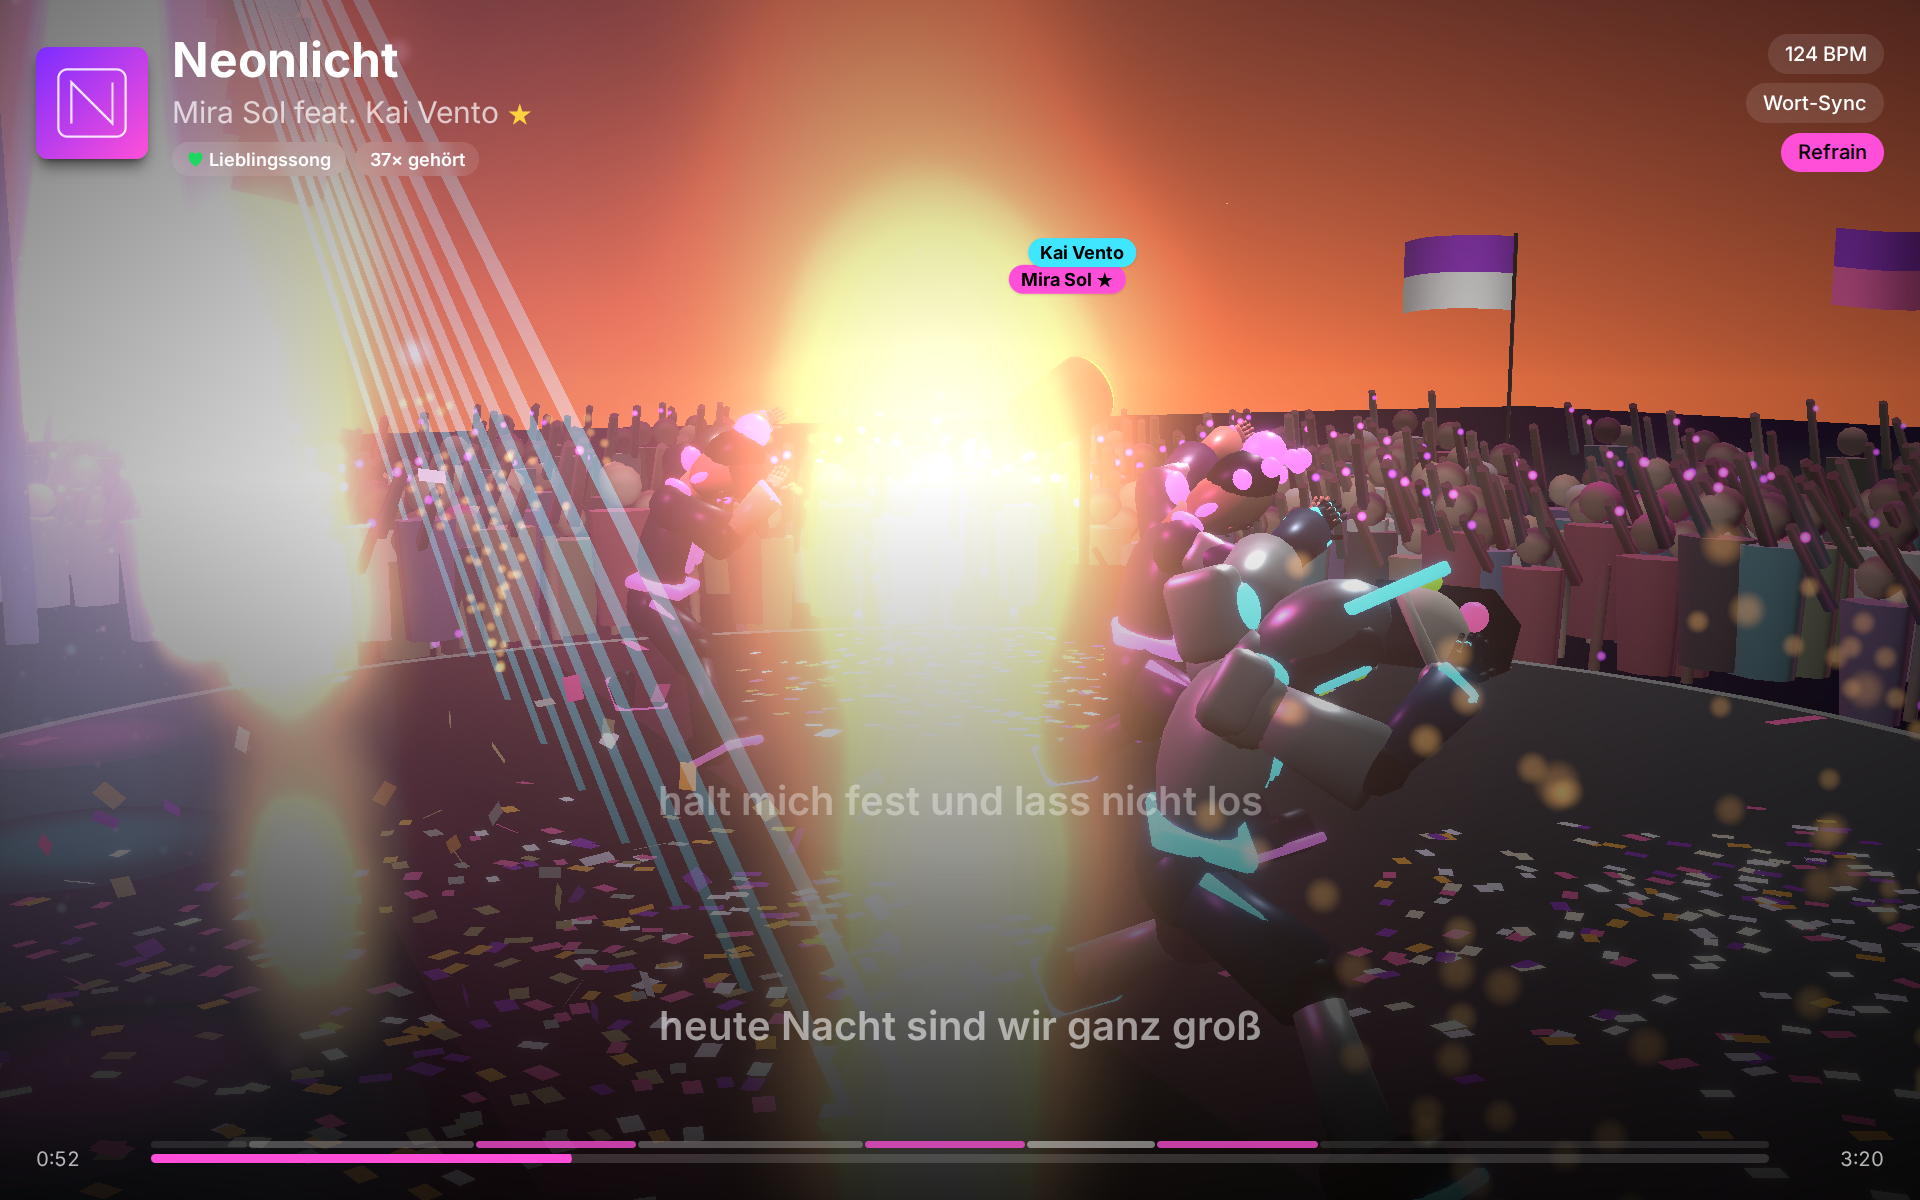 N
Neonlicht
Mira Sol feat. Kai Vento ★
Lieblingssong
37× gehört
124 BPM
Wort-Sync
Refrain
Kai Vento
Mira Sol ★
halt mich fest und lass nicht los
heute Nacht sind wir ganz groß
0:52
3:20